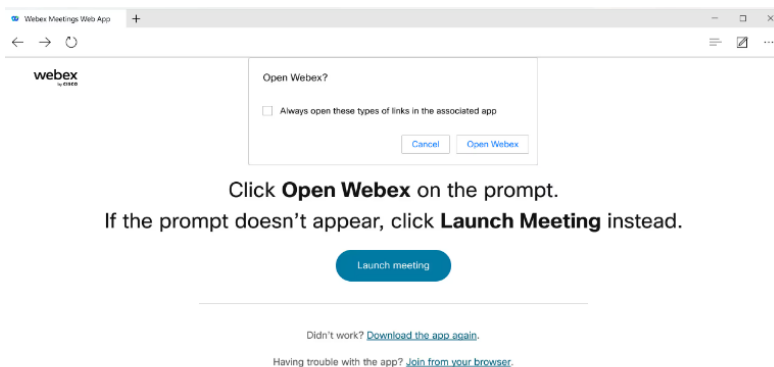 Webex Meetings Web App
webex
by CISCO
Open Webex?
Always open these types of links in the associated app
Cancel
Open Webex
Click Open Webex on the prompt.
If the prompt doesn't appear, click Launch Meeting instead.
Launch meeting
Didn't work? Download the app again.
Having trouble with the app? Join from your browser.